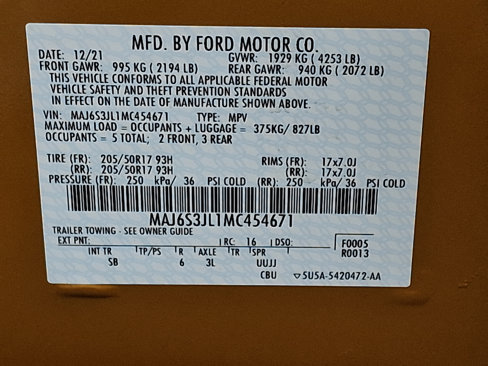 MFD. BY FORD MOTOR CO.
DATE: 12/21 GVWR: 1929 KG ( 4253 LB)
FRONT GAWR: 995 KG ( 2194 LB) REAR GAWR: 940 KG ( 2072 LB)
THIS VEHICLE CONFORMS TO ALL APPLICABLE FEDERAL MOTOR
VEHICLE SAFETY AND THEFT PREVENTION STANDARDS
IN EFFECT ON THE DATE OF MANUFACTURE SHOWN ABOVE.
VIN: MAJ6S3JL1MC454671 TYPE: MPV
MAXIMUM LOAD = OCCUPANTS + LUGGAGE = 375KG/ 827LB
OCCUPANTS = 5 TOTAL; 2 FRONT, 3 REAR
TIRE (FR): 205/50R17 93H RIMS (FR): 17x7.0J
(RR): 205/50R17 93H (RR): 17x7.0J
PRESSURE (FR): 250 kPa/ 36 PSI COLD (RR): 250 kPa/ 36 PSI COLD
MAJ6S3JL1MC454671
TRAILER TOWING - SEE OWNER GUIDE
EXT PNT: RC: 16 DSO: F0005
R0013
INT TR TP/PS R AXLE TR SPR
SB 6 3L UUJJ
CBU ▽5U5A-5420472-AA